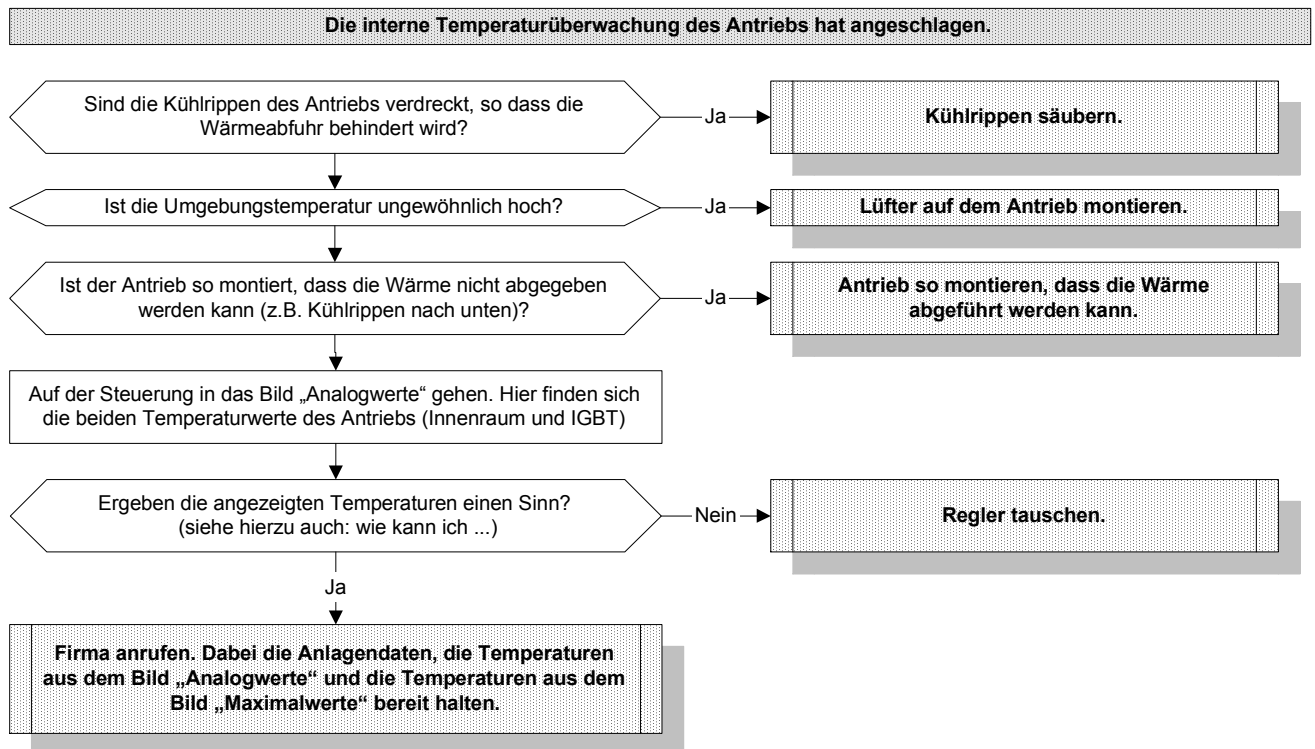 Die interne Temperaturüberwachung des Antriebs hat angeschlagen.
Sind die Kühlrippen des Antriebs verdreckt, so dass die
Wärmeabfuhr behindert wird?
Ja
Kühlrippen säubern.
Ist die Umgebungstemperatur ungewöhnlich hoch?
Ja
Lüfter auf dem Antrieb montieren.
Ist der Antrieb so montiert, dass die Wärme nicht abgegeben
werden kann (z.B. Kühlrippen nach unten)?
Ja
Antrieb so montieren, dass die Wärme
abgeführt werden kann.
Auf der Steuerung in das Bild „Analogwerte“ gehen. Hier finden sich
die beiden Temperaturwerte des Antriebs (Innenraum und IGBT)
Ergeben die angezeigten Temperaturen einen Sinn?
(siehe hierzu auch: wie kann ich ...)
Nein
Regler tauschen.
Ja
Firma anrufen. Dabei die Anlagendaten, die Temperaturen
aus dem Bild „Analogwerte“ und die Temperaturen aus dem
Bild „Maximalwerte“ bereit halten.